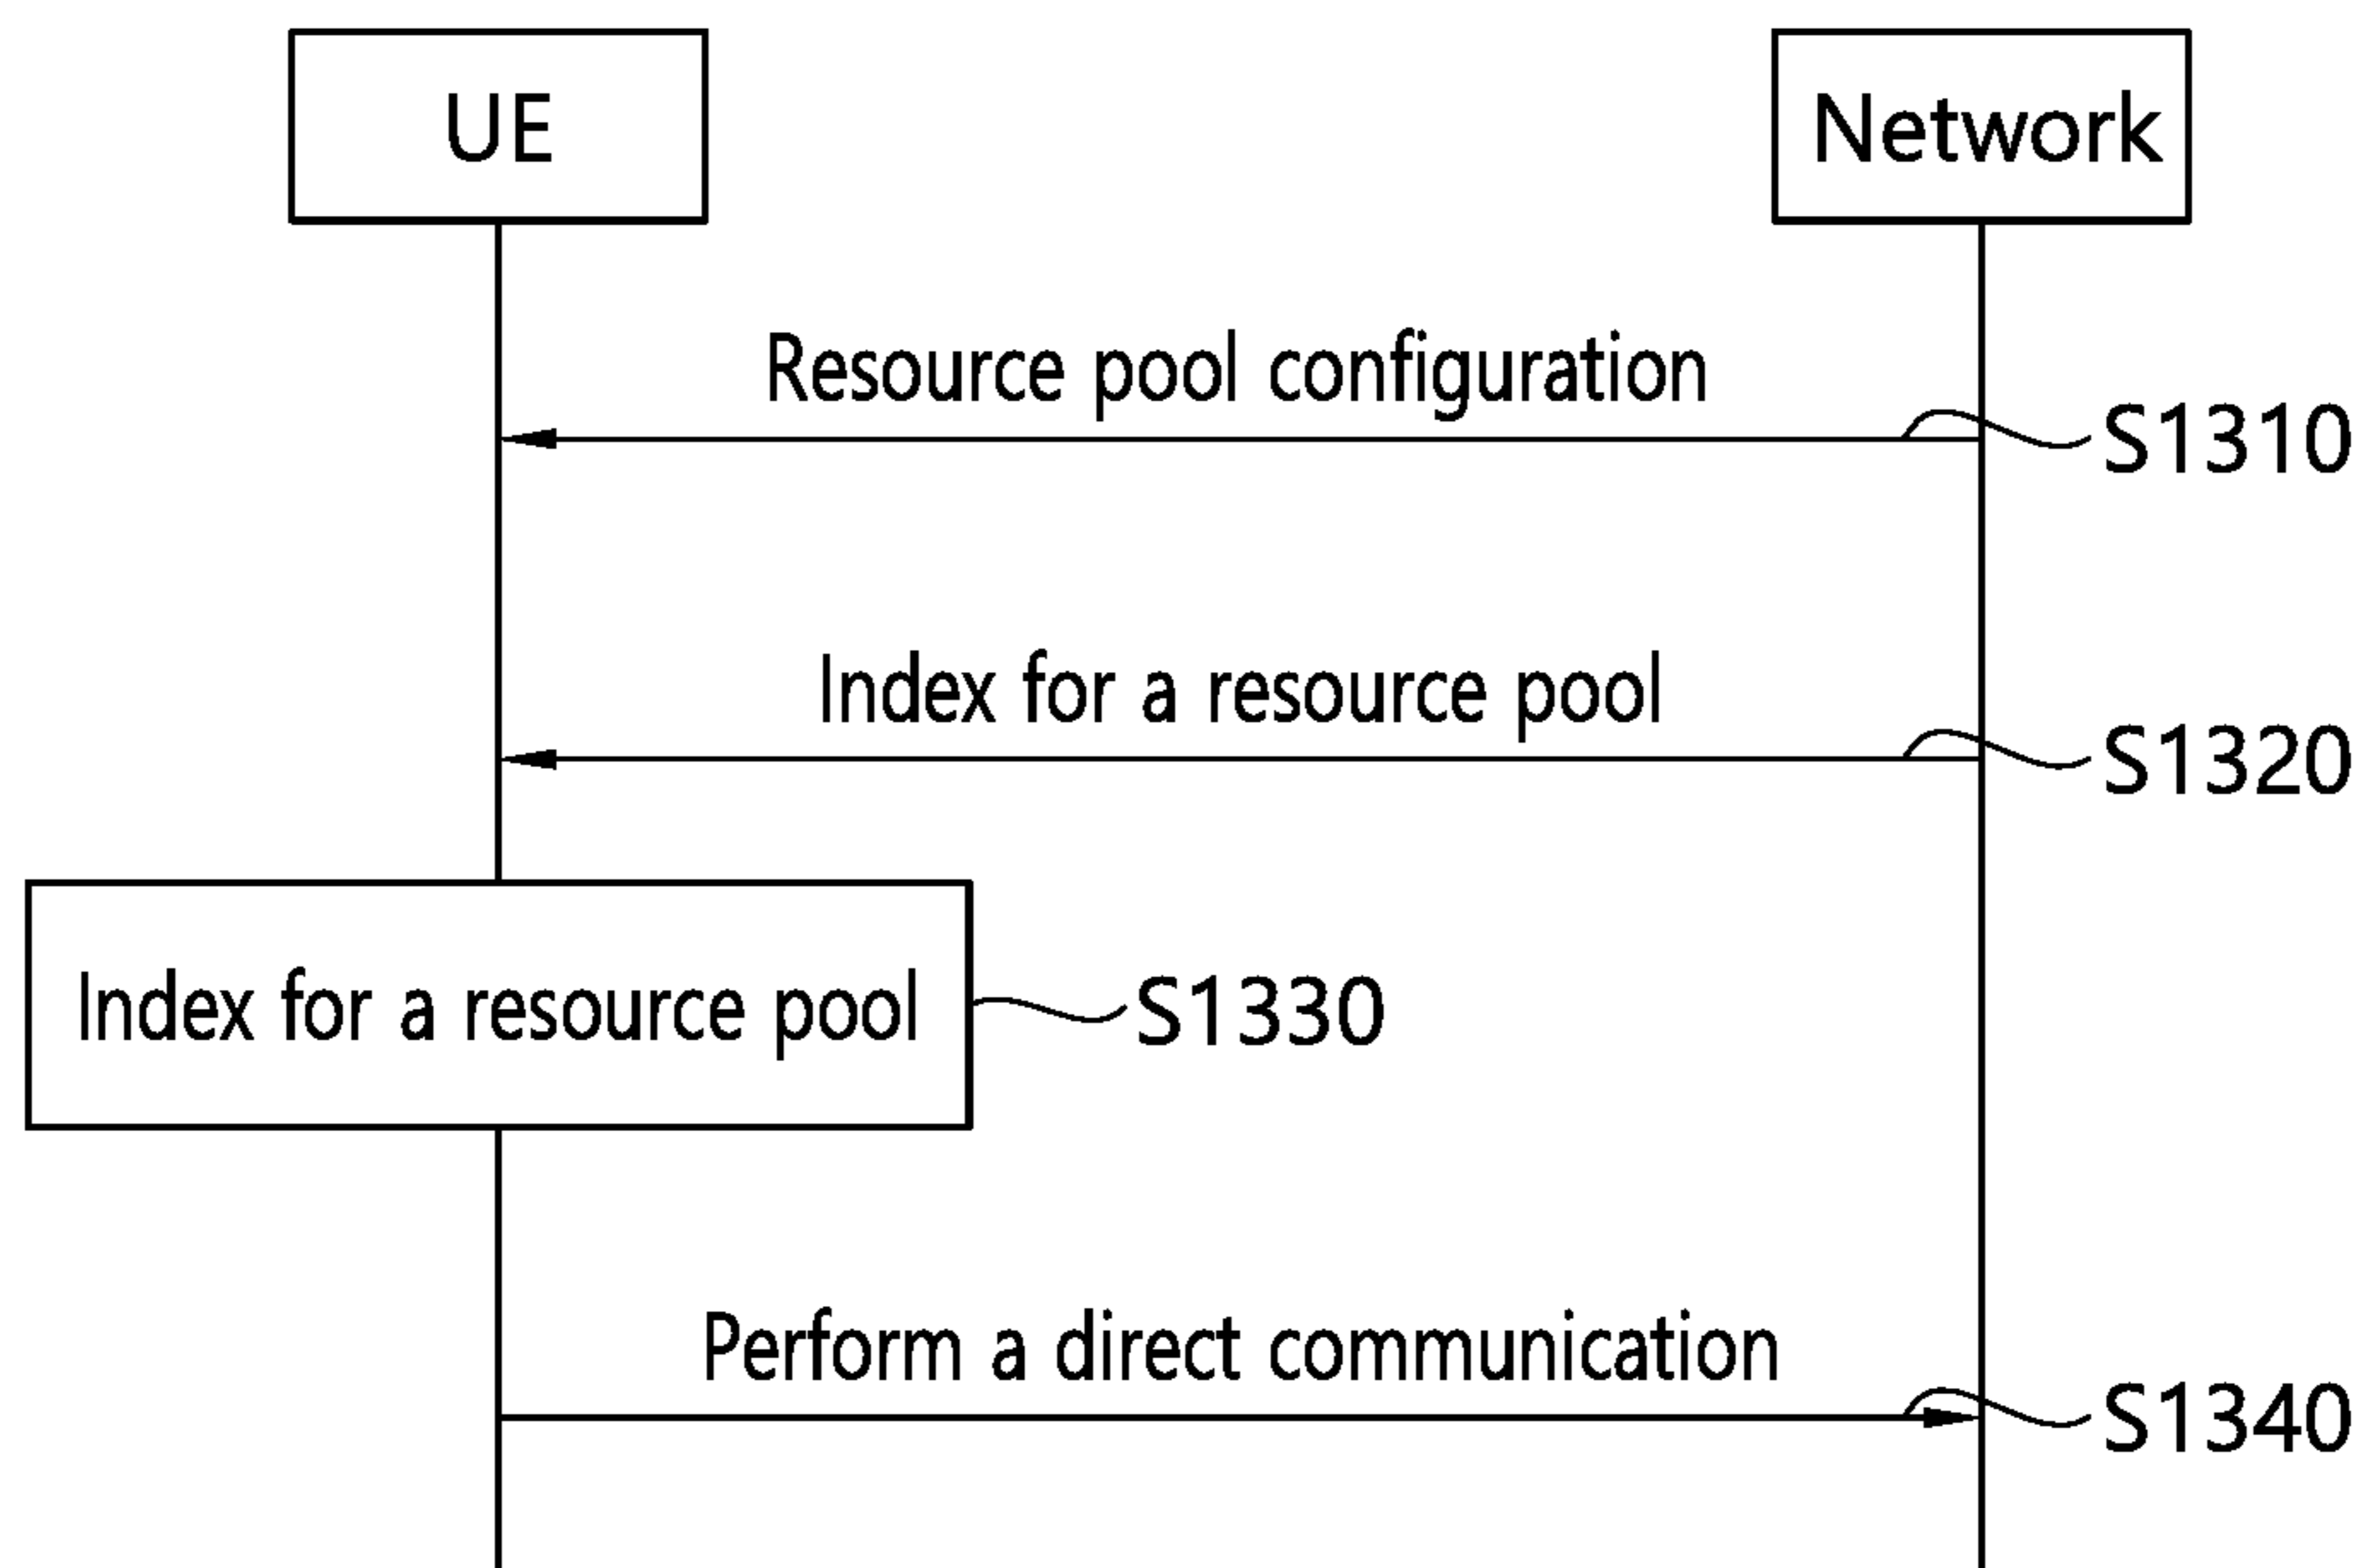 UE
Network
Resource pool configuration
S1310
Index for a resource pool
S1320
Index for a resource pool
S1330
Perform a direct communication
S1340